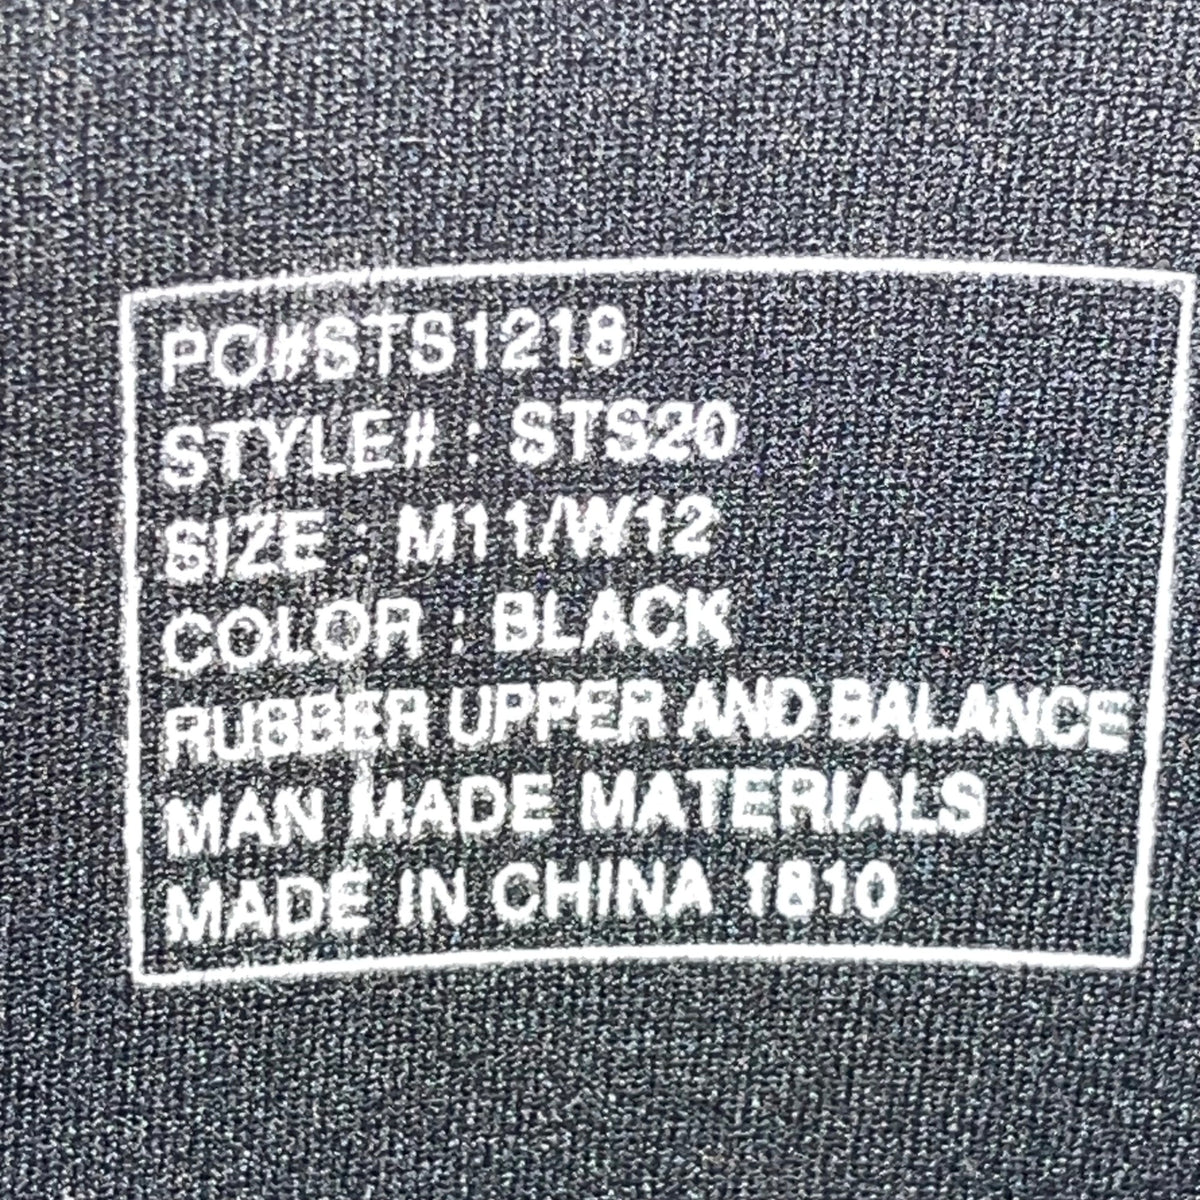 PO#STS1218
STYLE# : STS20
SIZE : M11/W12
COLOR : BLACK
RUBBER UPPER AND BALANCE
MAN MADE MATERIALS
MADE IN CHINA 1810